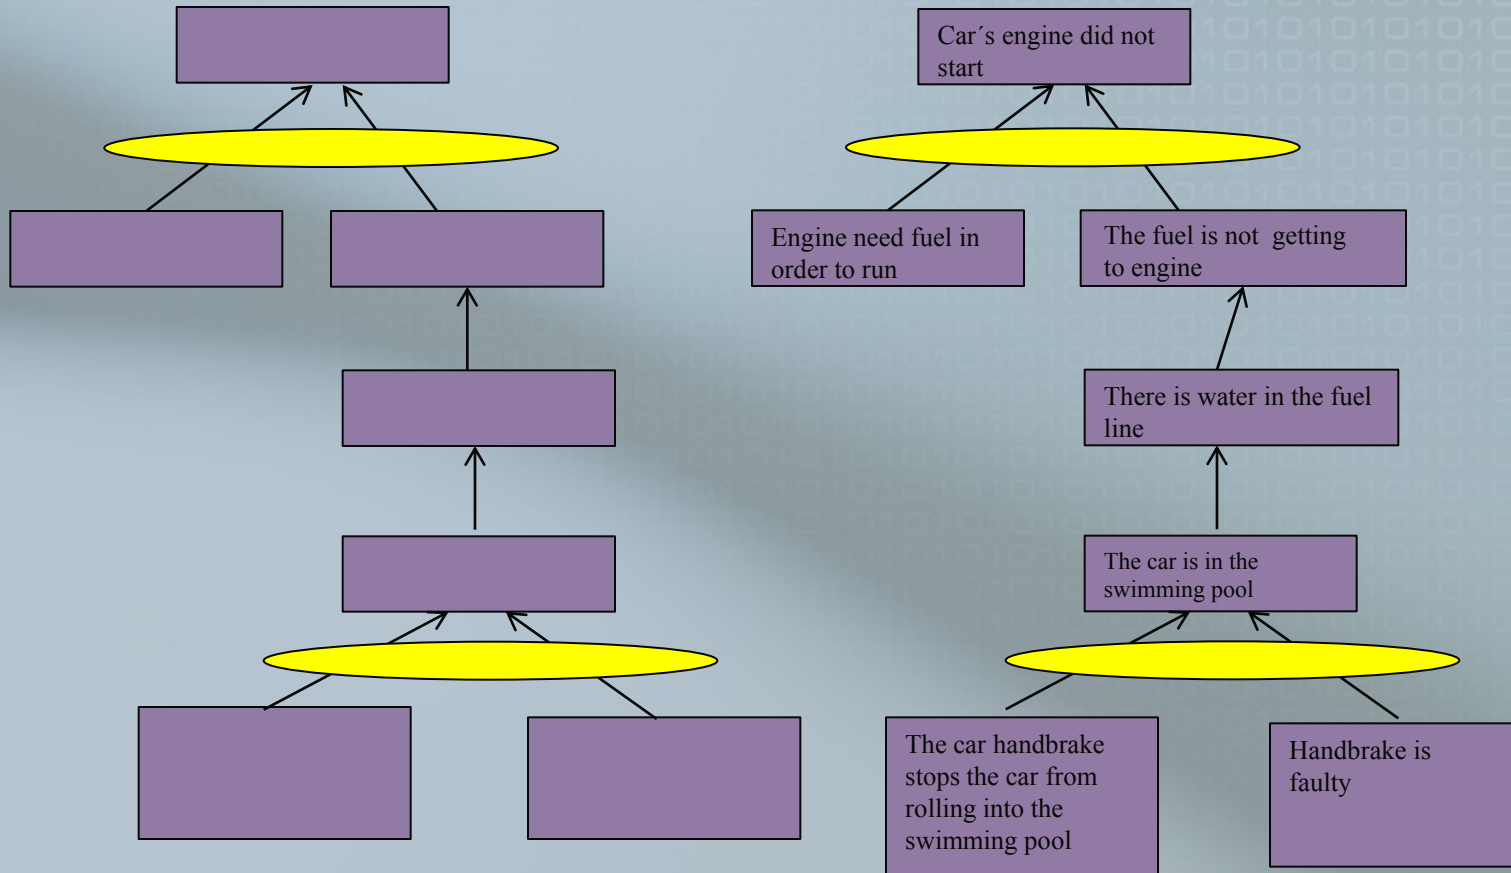 Car´s engine did not
start
Engine need fuel in
order to run
The fuel is not getting
to engine
There is water in the fuel
line
The car is in the
swimming pool
The car handbrake
stops the car from
rolling into the
swimming pool
Handbrake is
faulty